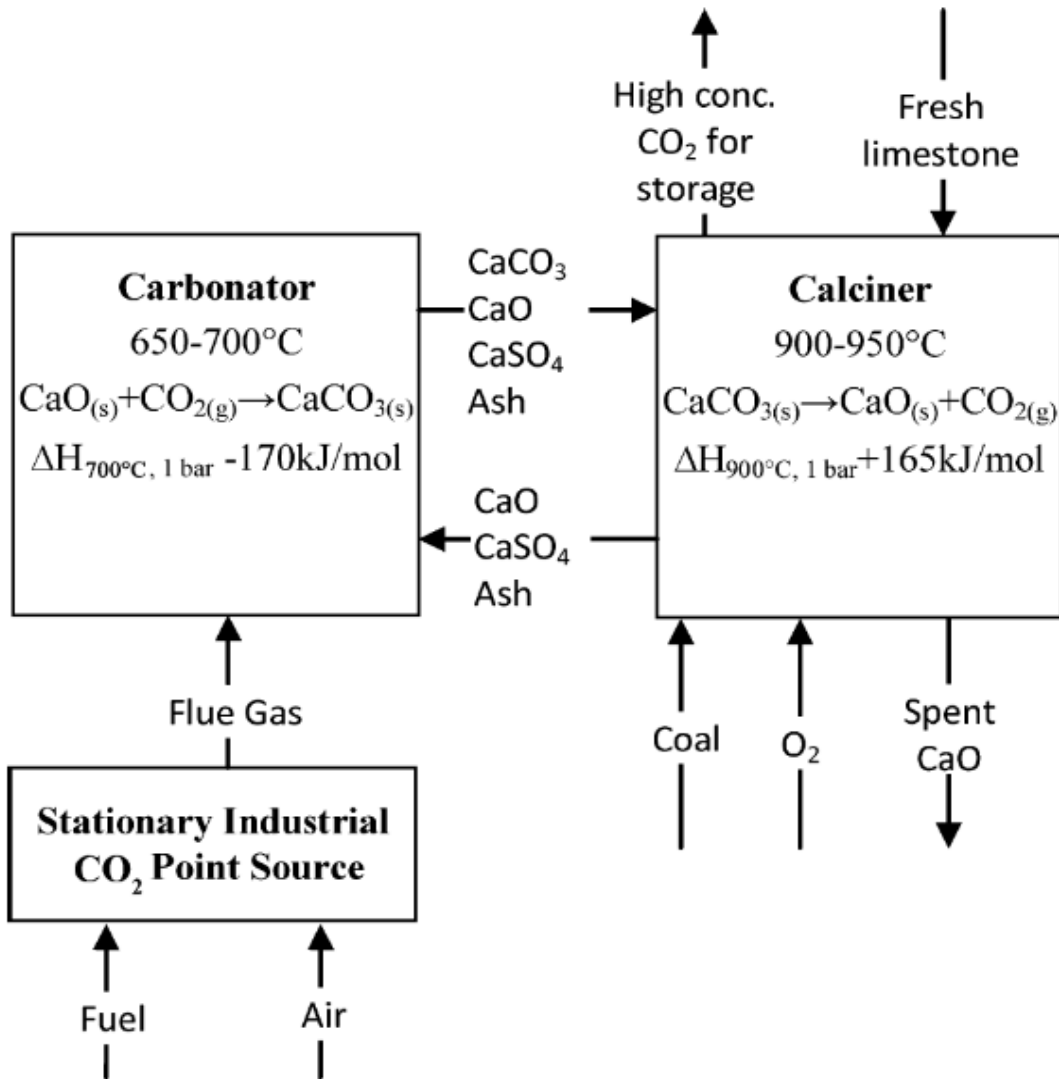 High conc.
CO₂ for
storage
Fresh
limestone
Carbonator
650-700°C
CaO(s)+CO₂(g)→CaCO₃(s)
ΔH700°C, 1 bar -170kJ/mol
CaCO₃
CaO
CaSO₄
Ash
Calciner
900-950°C
CaCO₃(s)→CaO(s)+CO₂(g)
ΔH900°C, 1 bar+165kJ/mol
CaO
CaSO₄
Ash
Flue Gas
Coal
O₂
Spent
CaO
Stationary Industrial
CO₂ Point Source
Fuel
Air